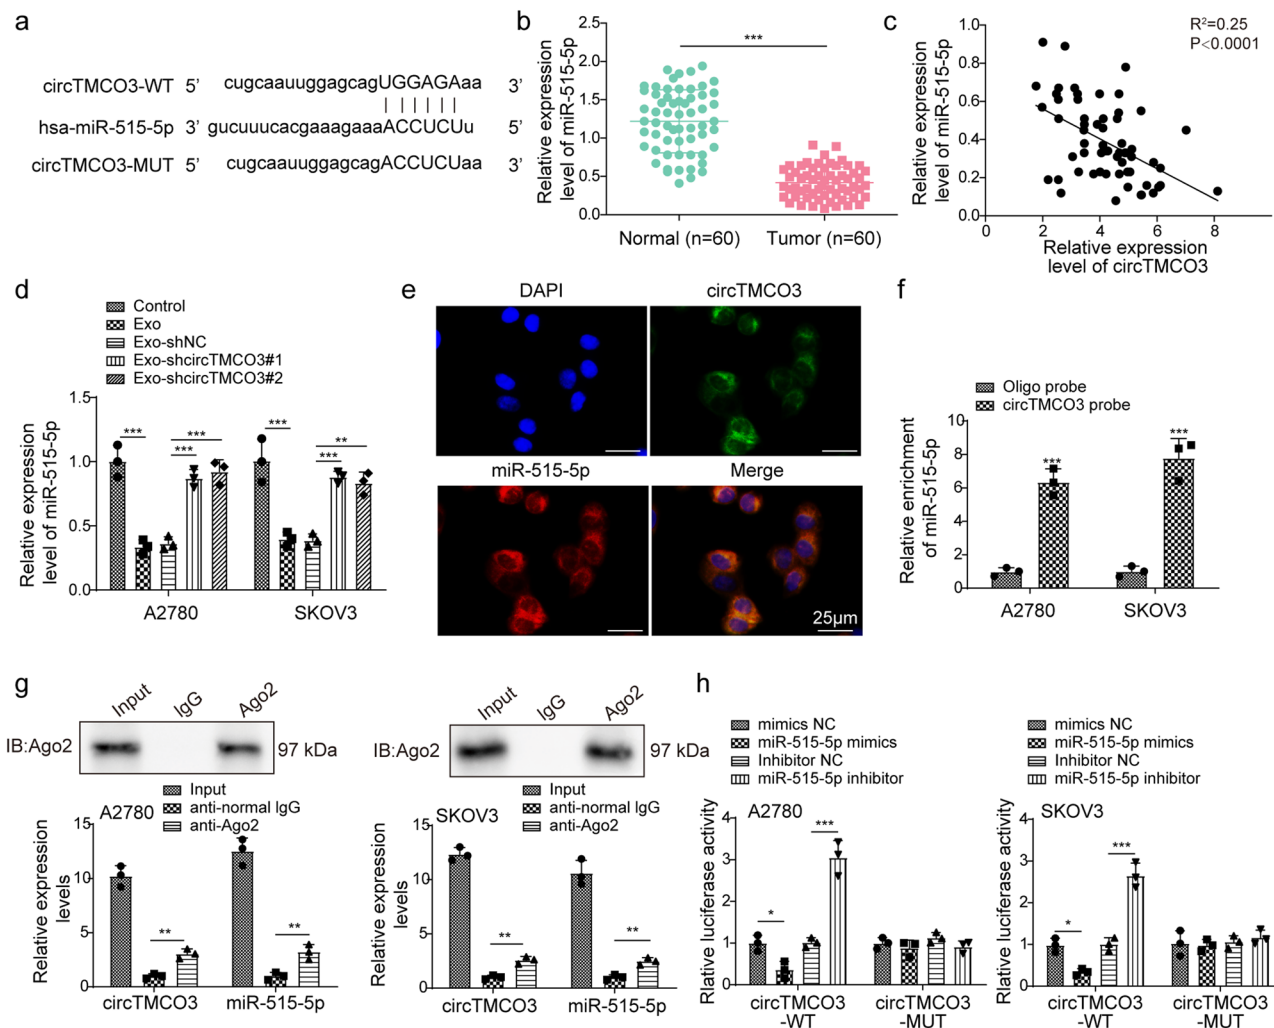 a
circTMCO3-WT 5’ cugcaauuggagcagUGGAGAaa 3’
hsa-miR-515-5p 3’ gucuuucacgaaagaaaACCUCUu 5’
circTMCO3-MUT 5’ cugcaauuggagcagACCUCUaa 3’
b
Relative expression
level of miR-515-5p
2.5
2.0
1.5
1.0
0.5
0.0
***
Normal (n=60) Tumor (n=60)
c
Relative expression
level of miR-515-5p
1.0
0.8
0.6
0.4
0.2
0.0
R²=0.25
P<0.0001
0 2 4 6 8
Relative expression
level of circTMCO3
d
Control
Exo
Exo-shNC
Exo-shcircTMCO3#1
Exo-shcircTMCO3#2
Relative expression
level of miR-515-5p
1.5
1.0
0.5
0.0
*** *** *** *** *** **
A2780 SKOV3
e
DAPI circTMCO3
miR-515-5p Merge
25μm
f
Oligo probe
circTMCO3 probe
Relative enrichment
of miR-515-5p
10
8
6
4
2
0
*** ***
A2780 SKOV3
g
Input IgG Ago2
IB:Ago2 97 kDa
Input
anti-normal IgG
anti-Ago2
A2780
Relative expression
levels
15
10
5
0
** **
circTMCO3 miR-515-5p
Input IgG Ago2
IB:Ago2 97 kDa
Input
anti-normal IgG
anti-Ago2
SKOV3
Relative expression
levels
15
10
5
0
** **
circTMCO3 miR-515-5p
h
mimics NC
miR-515-5p mimics
Inhibitor NC
miR-515-5p inhibitor
A2780
Rlative luciferase activity
4
3
2
1
0
* ***
circTMCO3 circTMCO3
-WT -MUT
mimics NC
miR-515-5p mimics
Inhibitor NC
miR-515-5p inhibitor
SKOV3
Rlative luciferase activity
4
3
2
1
0
* ***
circTMCO3 circTMCO3
-WT -MUT